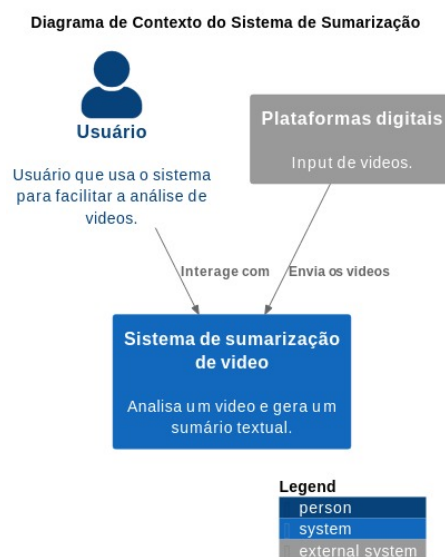 Diagrama de Contexto do Sistema de Sumarização
Usuário
Usuário que usa o sistema
para facilitar a análise de
videos.
Plataformas digitais
Input de videos.
Interage com
Envia os videos
Sistema de sumarização
de video
Analisa um video e gera um
sumário textual.
Legend
person
system
external system